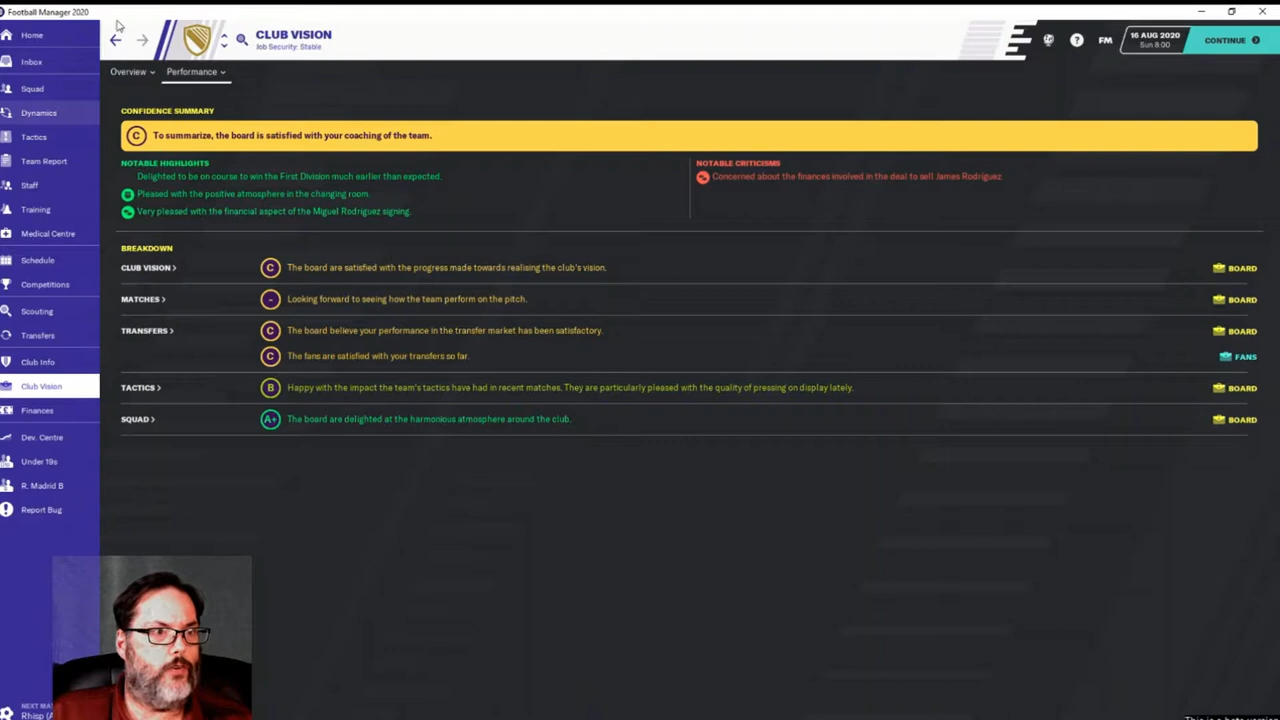 Football Manager 2020
Home
Inbox
Squad
Dynamics
Tactics
Team Report
Staff
Training
Medical Centre
Schedule
Competitions
Scouting
Transfers
Club Info
Club Vision
Finances
Dev. Centre
Under 19s
R. Madrid B
Report Bug
NEXT MA
Rhisp (A
CLUB VISION
Job Security: Stable
FM
16 AUG 2020
Sun 8:00
CONTINUE
Overview
Performance
CONFIDENCE SUMMARY
C To summarize, the board is satisfied with your coaching of the team.
NOTABLE HIGHLIGHTS
Delighted to be on course to win the First Division much earlier than expected.
Pleased with the positive atmosphere in the changing room.
Very pleased with the financial aspect of the Miguel Rodríguez signing.
NOTABLE CRITICISMS
Concerned about the finances involved in the deal to sell James Rodríguez.
BREAKDOWN
CLUB VISION > C The board are satisfied with the progress made towards realising the club's vision. BOARD
MATCHES > - Looking forward to seeing how the team perform on the pitch. BOARD
TRANSFERS > C The board believe your performance in the transfer market has been satisfactory. BOARD
C The fans are satisfied with your transfers so far. FANS
TACTICS > B Happy with the impact the team's tactics have had in recent matches. They are particularly pleased with the quality of pressing on display lately. BOARD
SQUAD > A+ The board are delighted at the harmonious atmosphere around the club. BOARD